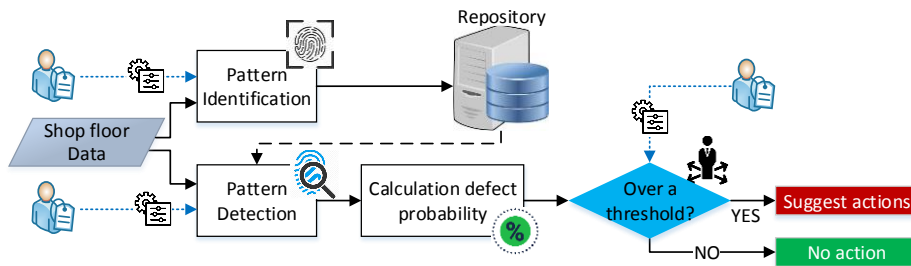 Repository
Pattern
Identification
Shop floor
Data
Pattern
Detection
Calculation defect
probability
%
Over a
threshold?
YES
Suggest actions
NO
No action